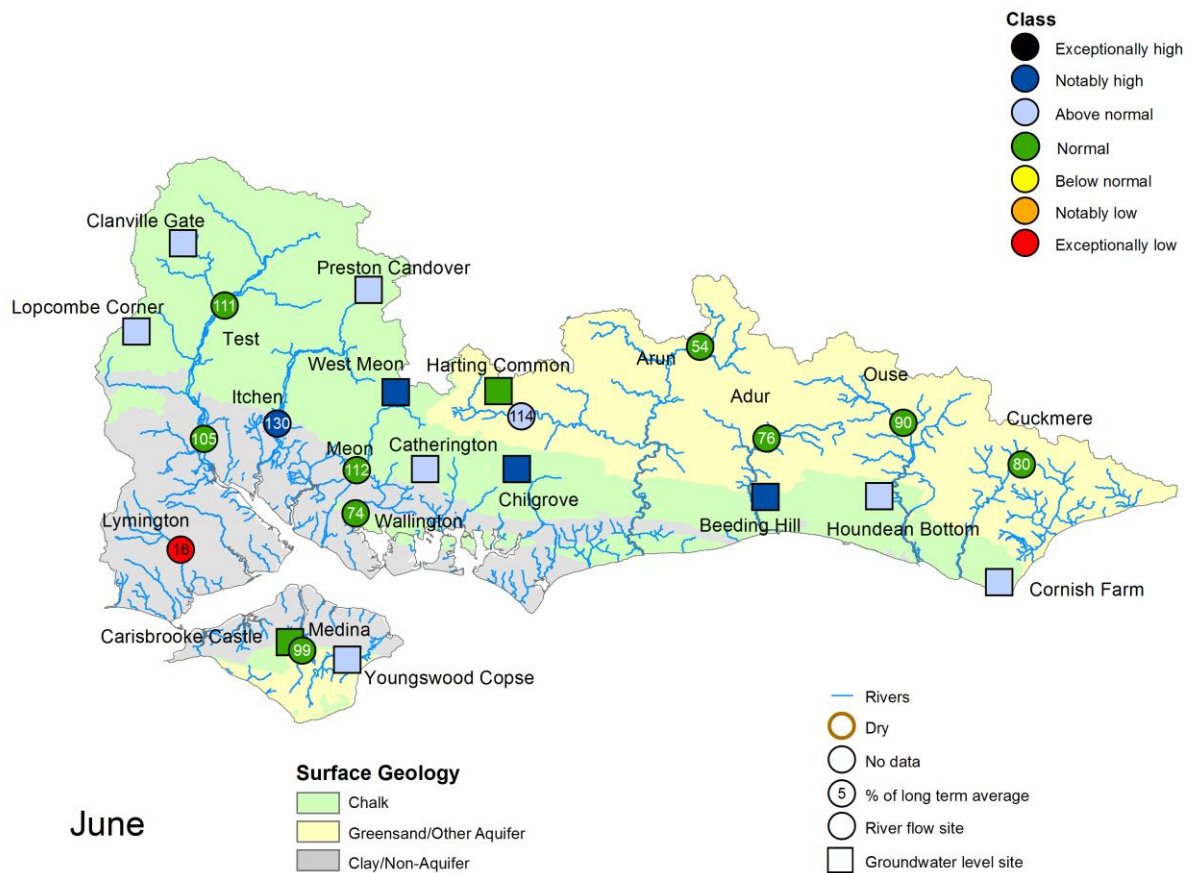 Class
Exceptionally high
Notably high
Above normal
Normal
Below normal
Notably low
Exceptionally low
Clanville Gate
Preston Candover
Lopcombe Corner
111
Test
54
Arun
West Meon
Harting Common
Ouse
Itchen
Adur
114
Cuckmere
130
105
90
76
Meon
Catherington
112
80
Chilgrove
74
Wallington
Beeding Hill
Houndean Bottom
Lymington
16
Cornish Farm
Carisbrooke Castle
Medina
99
Youngswood Copse
Rivers
Dry
No data
5
% of long term average
River flow site
Groundwater level site
Surface Geology
Chalk
Greensand/Other Aquifer
Clay/Non-Aquifer
June